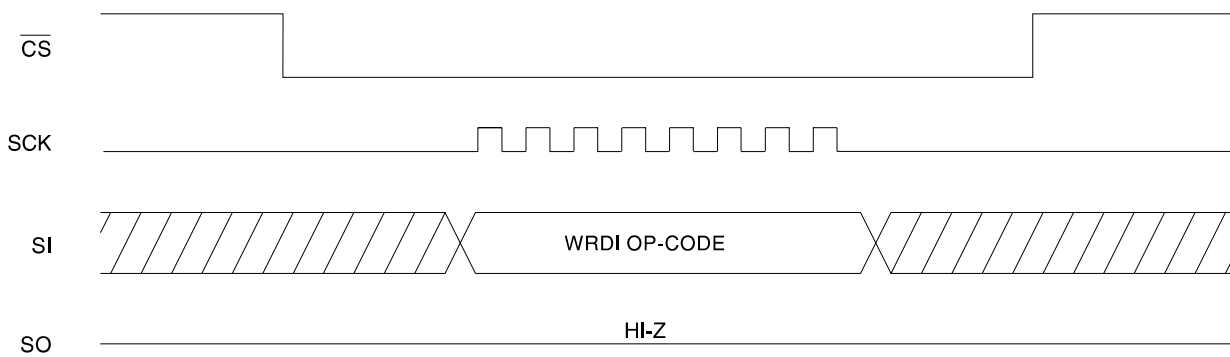 CS
SCK
SI
WRDI OP-CODE
HI-Z
SO